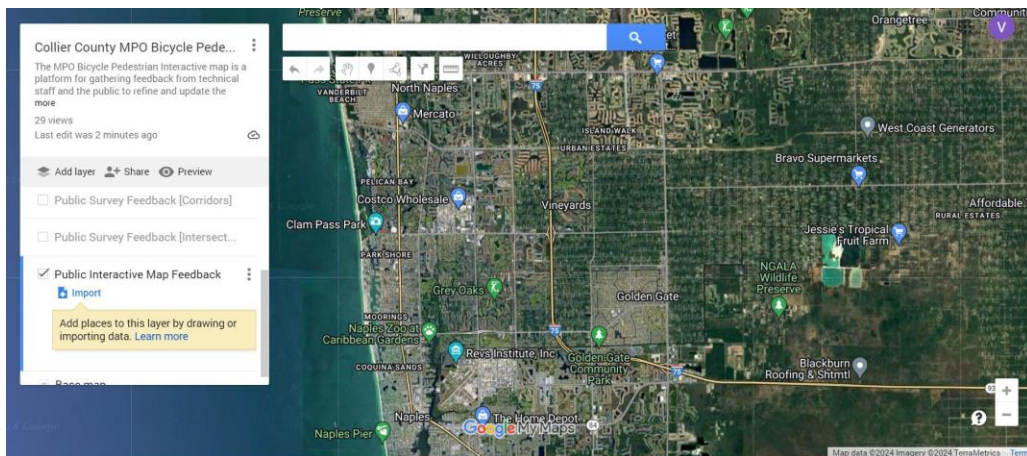 Collier County MPO Bicycle Pede...
The MPO Bicycle Pedestrian Interactive map is a
platform for gathering feedback from technical
staff and the public to refine and update the
more
29 views
Last edit was 2 minutes ago
Add layer
Share
Preview
Public Survey Feedback [Corridors]
Public Survey Feedback [Intersect...
Public Interactive Map Feedback
Import
Add places to this layer by drawing or
importing data. Learn more
Base map
Preserve
Orangetree
V
WILLOUGHBY
ACRES
VANDERBILT
BEACH
North Naples
75
Mercato
ISLAND WALK
West Coast Generators
URBAN ESTATES
Bravo Supermarkets
PELICAN BAY
Costco Wholesale
Vineyards
Affordable
RURAL ESTATES
Clam Pass Park
Jessie's Tropical
Fruit Farm
PARK SHORE
NGALA
Wildlife
Preserve
Grey Oaks
Golden Gate
MOORINGS
Naples Zoo at
Caribbean Gardens
75
Revs Institute, Inc.
Golden Gate
Community
Park
COQUINA SANDS
75
Blackburn
Roofing & Shtmtl
93
Naples
The Home Depot
Google My Maps
84
Naples Pier
Map data ©2024 Imagery ©2024 TerraMetrics